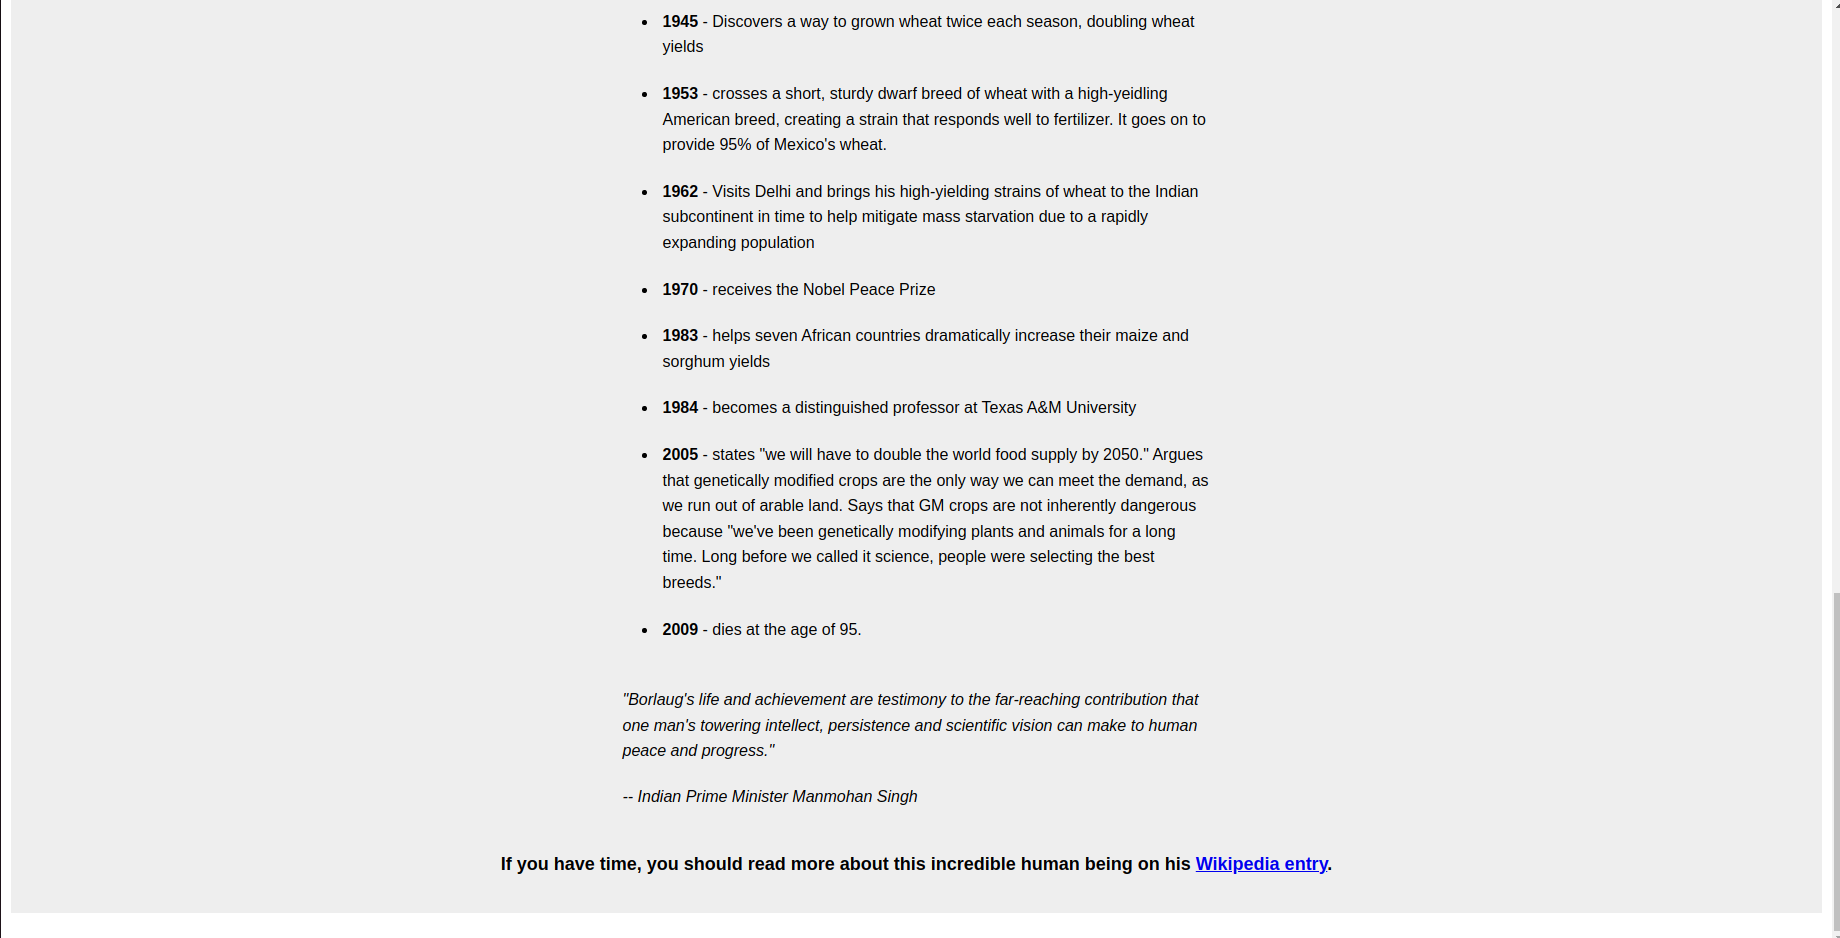 1945 - Discovers a way to grown wheat twice each season, doubling wheat
yields
1953 - crosses a short, sturdy dwarf breed of wheat with a high-yeidling
American breed, creating a strain that responds well to fertilizer. It goes on to
provide 95% of Mexico's wheat.
1962 - Visits Delhi and brings his high-yielding strains of wheat to the Indian
subcontinent in time to help mitigate mass starvation due to a rapidly
expanding population
1970 - receives the Nobel Peace Prize
1983 - helps seven African countries dramatically increase their maize and
sorghum yields
1984 - becomes a distinguished professor at Texas A&M University
2005 - states "we will have to double the world food supply by 2050." Argues
that genetically modified crops are the only way we can meet the demand, as
we run out of arable land. Says that GM crops are not inherently dangerous
because "we've been genetically modifying plants and animals for a long
time. Long before we called it science, people were selecting the best
breeds."
2009 - dies at the age of 95.
"Borlaug's life and achievement are testimony to the far-reaching contribution that
one man's towering intellect, persistence and scientific vision can make to human
peace and progress."
-- Indian Prime Minister Manmohan Singh
If you have time, you should read more about this incredible human being on his Wikipedia entry.